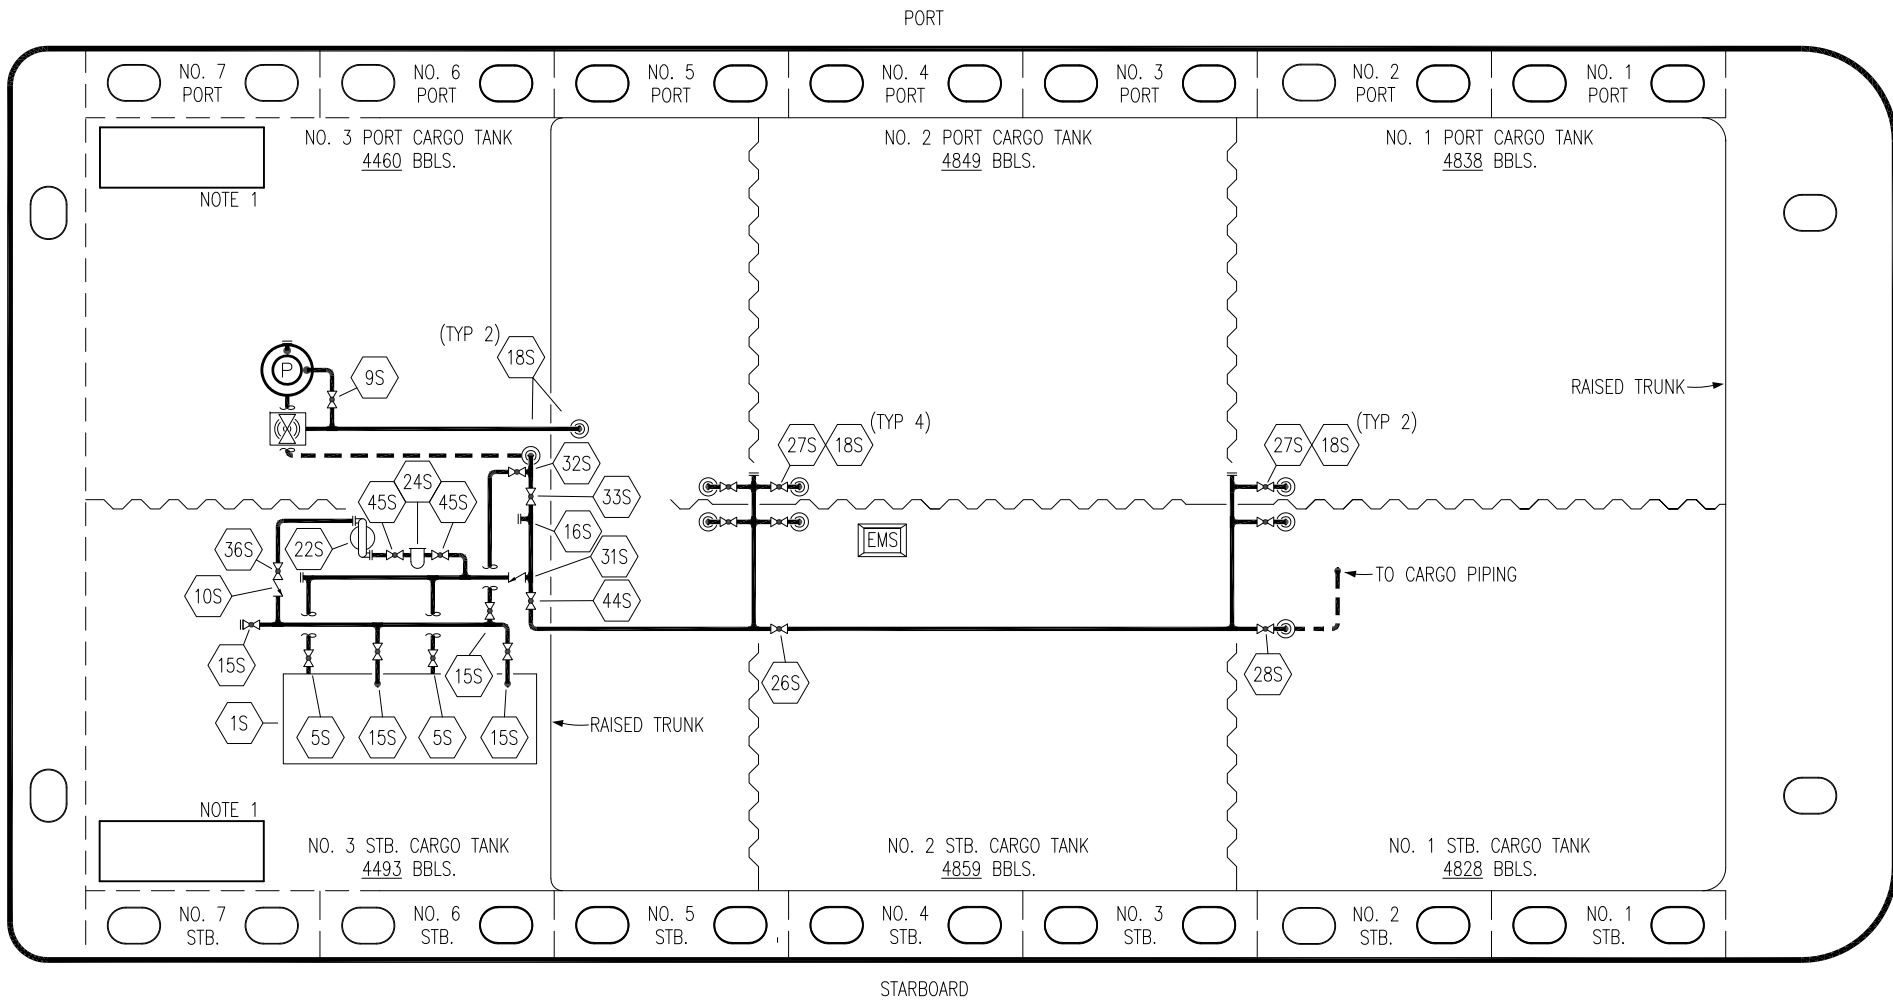 PORT
NO. 7
PORT
NO. 6
PORT
NO. 5
PORT
NO. 4
PORT
NO. 3
PORT
NO. 2
PORT
NO. 1
PORT
NO. 3 PORT CARGO TANK
4460 BBLS.
NO. 2 PORT CARGO TANK
4849 BBLS.
NO. 1 PORT CARGO TANK
4838 BBLS.
NOTE 1
(TYP 2)
18S
P
9S
RAISED TRUNK
(TYP 4)
27S
18S
(TYP 2)
27S
18S
32S
24S
45S
45S
33S
16S
36S
22S
EMS
31S
10S
44S
TO CARGO PIPING
15S
15S
26S
28S
1S
5S
15S
5S
15S
RAISED TRUNK
NOTE 1
NO. 3 STB. CARGO TANK
4493 BBLS.
NO. 2 STB. CARGO TANK
4859 BBLS.
NO. 1 STB. CARGO TANK
4828 BBLS.
NO. 7
STB.
NO. 6
STB.
NO. 5
STB.
NO. 4
STB.
NO. 3
STB.
NO. 2
STB.
NO. 1
STB.
STARBOARD